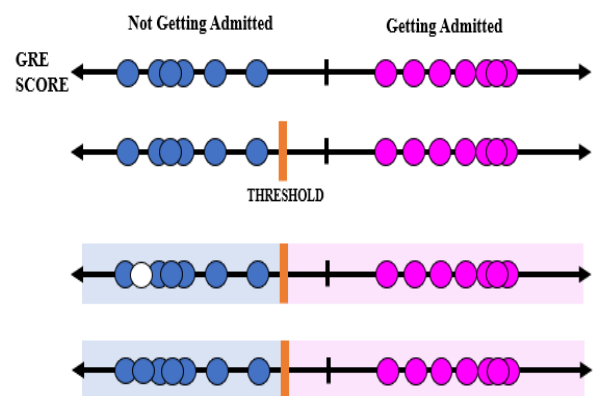 Not Getting Admitted
Getting Admitted
GRE
SCORE
THRESHOLD